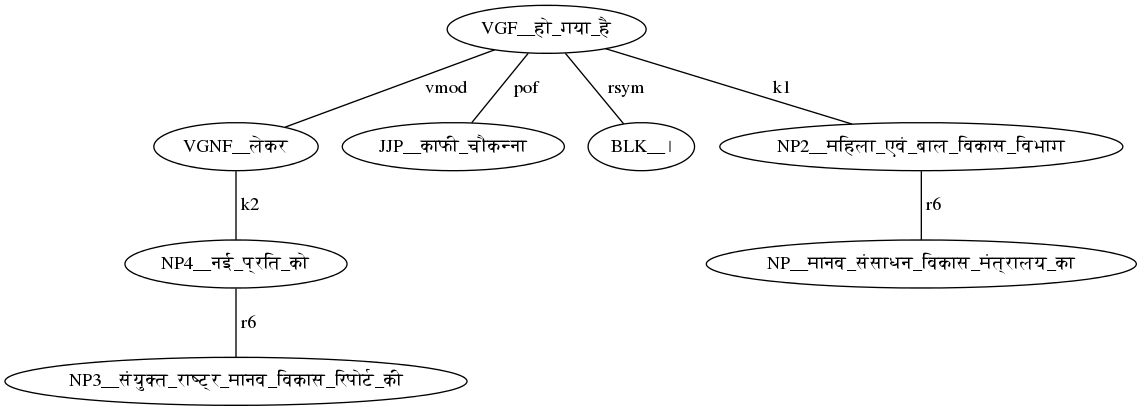 VGF__हो_गया_है
vmod pof rsym k1
VGNF__लेकर JJP__काफी_चौकन्ना BLK__। NP2__महिला_एवं_बाल_विकास_विभाग
k2 r6
NP4__नई_प्रति_को NP__मानव_संसाधन_विकास_मंत्रालय_का
r6
NP3__संयुक्त_राष्ट्र_मानव_विकास_रिपोर्ट_की